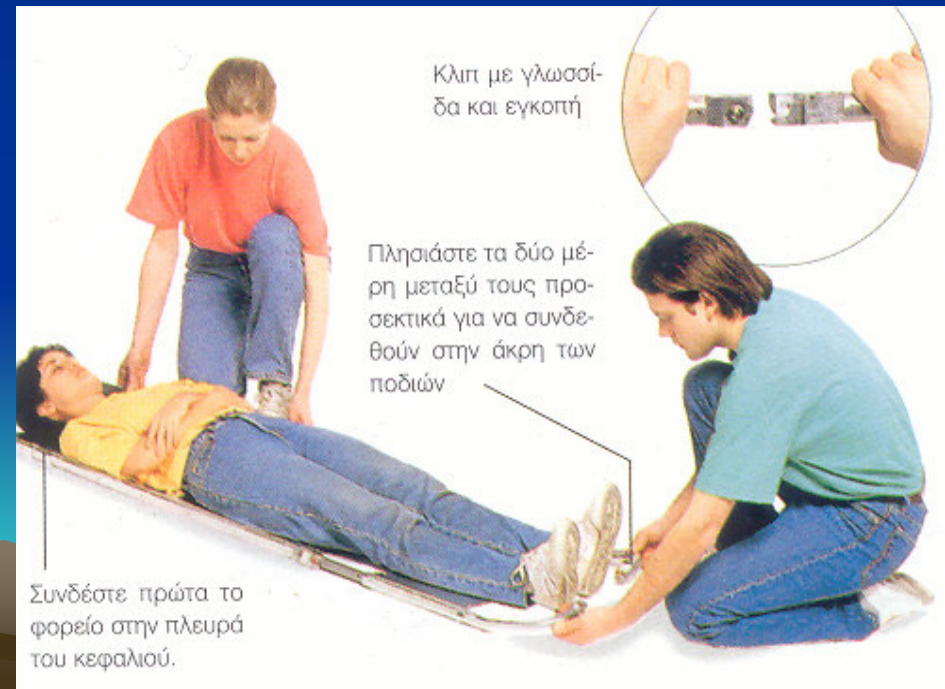 Κλιπ με γλωσσί-
δα και εγκοπή
Πλησιάστε τα δύο μέ-
ρη μεταξύ τους προ-
σεκτικά για να συνδε-
θούν στην άκρη των
ποδιών
Συνδέστε πρώτα το
φορείο στην πλευρά
του κεφαλιού.